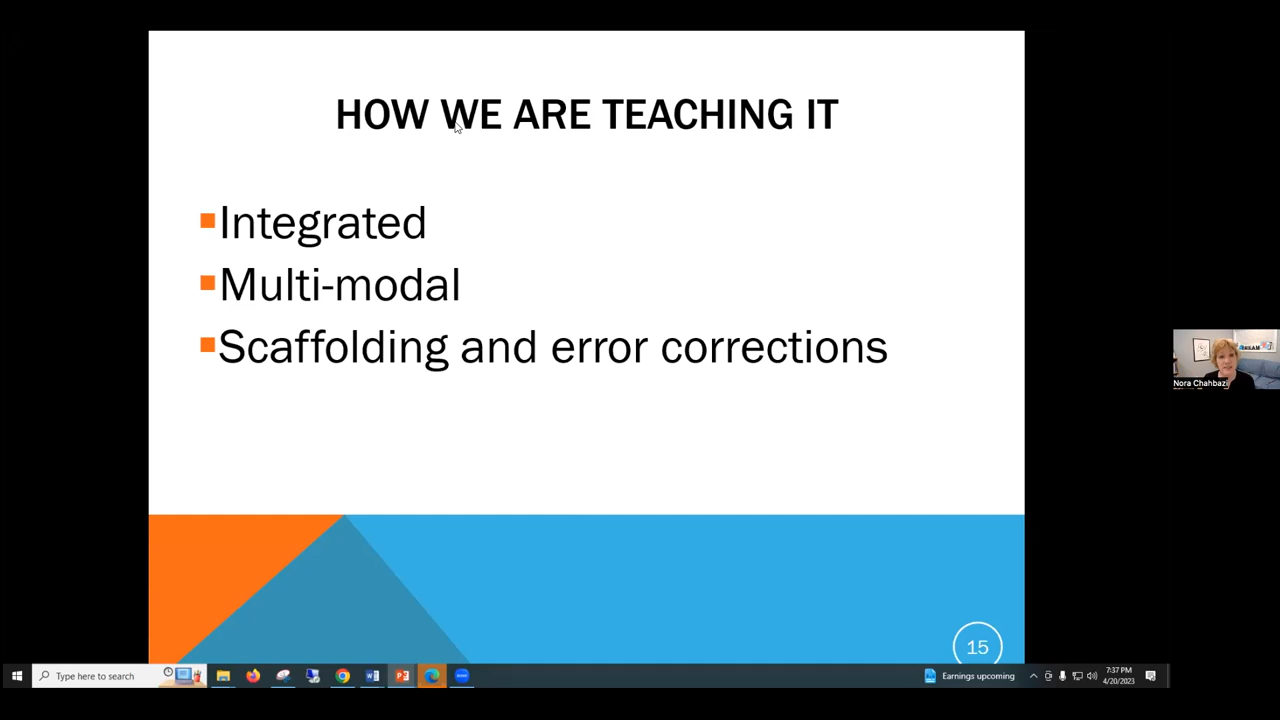 HOW WE ARE TEACHING IT
Integrated
Multi-modal
Scaffolding and error corrections
Nora Chahbazi
15
Type here to search
Earnings upcoming
7:37 PM
4/20/2023